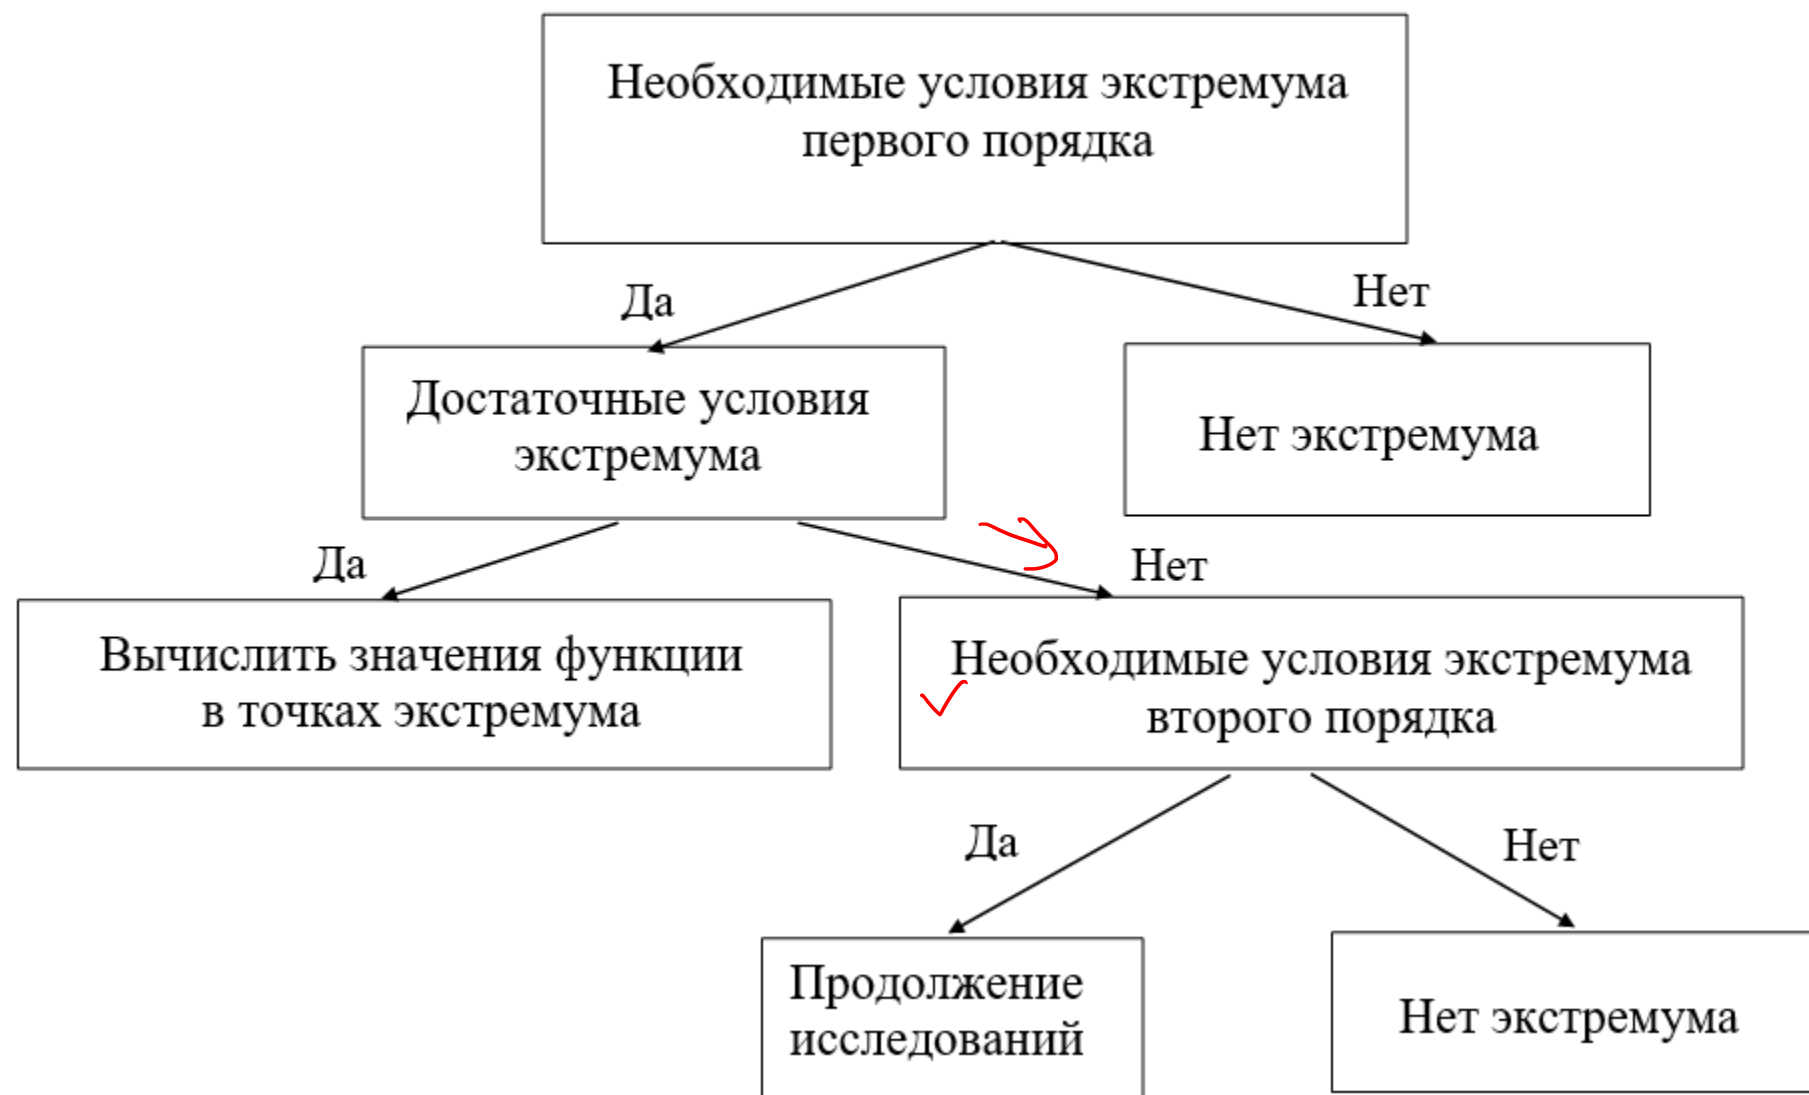 Необходимые условия экстремума
первого порядка
Да
Нет
Достаточные условия
экстремума
Нет экстремума
Да
Нет
Вычислить значения функции
в точках экстремума
Необходимые условия экстремума
второго порядка
Да
Нет
Продолжение
исследований
Нет экстремума